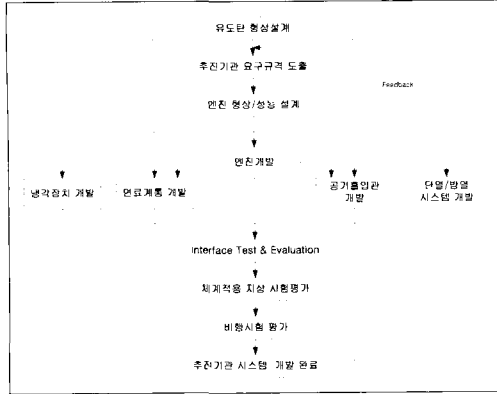 유도탄 형상설계
추진기관 요구규격 도출
Feedback
엔진 형상/성능 설계
엔진개발
냉각장치 개발
연료계통 개발
공기흡입관
개발
단열/방열
시스템 개발
Interface Test & Evaluation
체계적용 지상 시험평가
비행시험 평가
추진기관 시스템 개발 완료